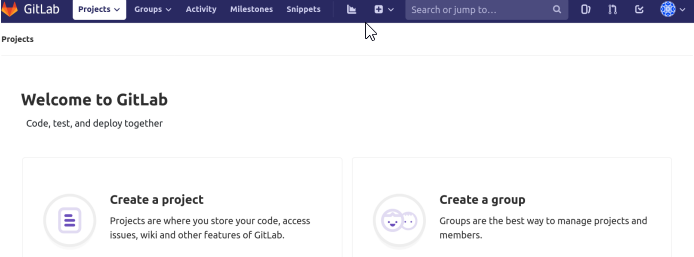 GitLab Projects Groups Activity Milestones Snippets Search or jump to...
Projects
Welcome to GitLab
Code, test, and deploy together
Create a project
Projects are where you store your code, access
issues, wiki and other features of GitLab.
Create a group
Groups are the best way to manage projects and
members.